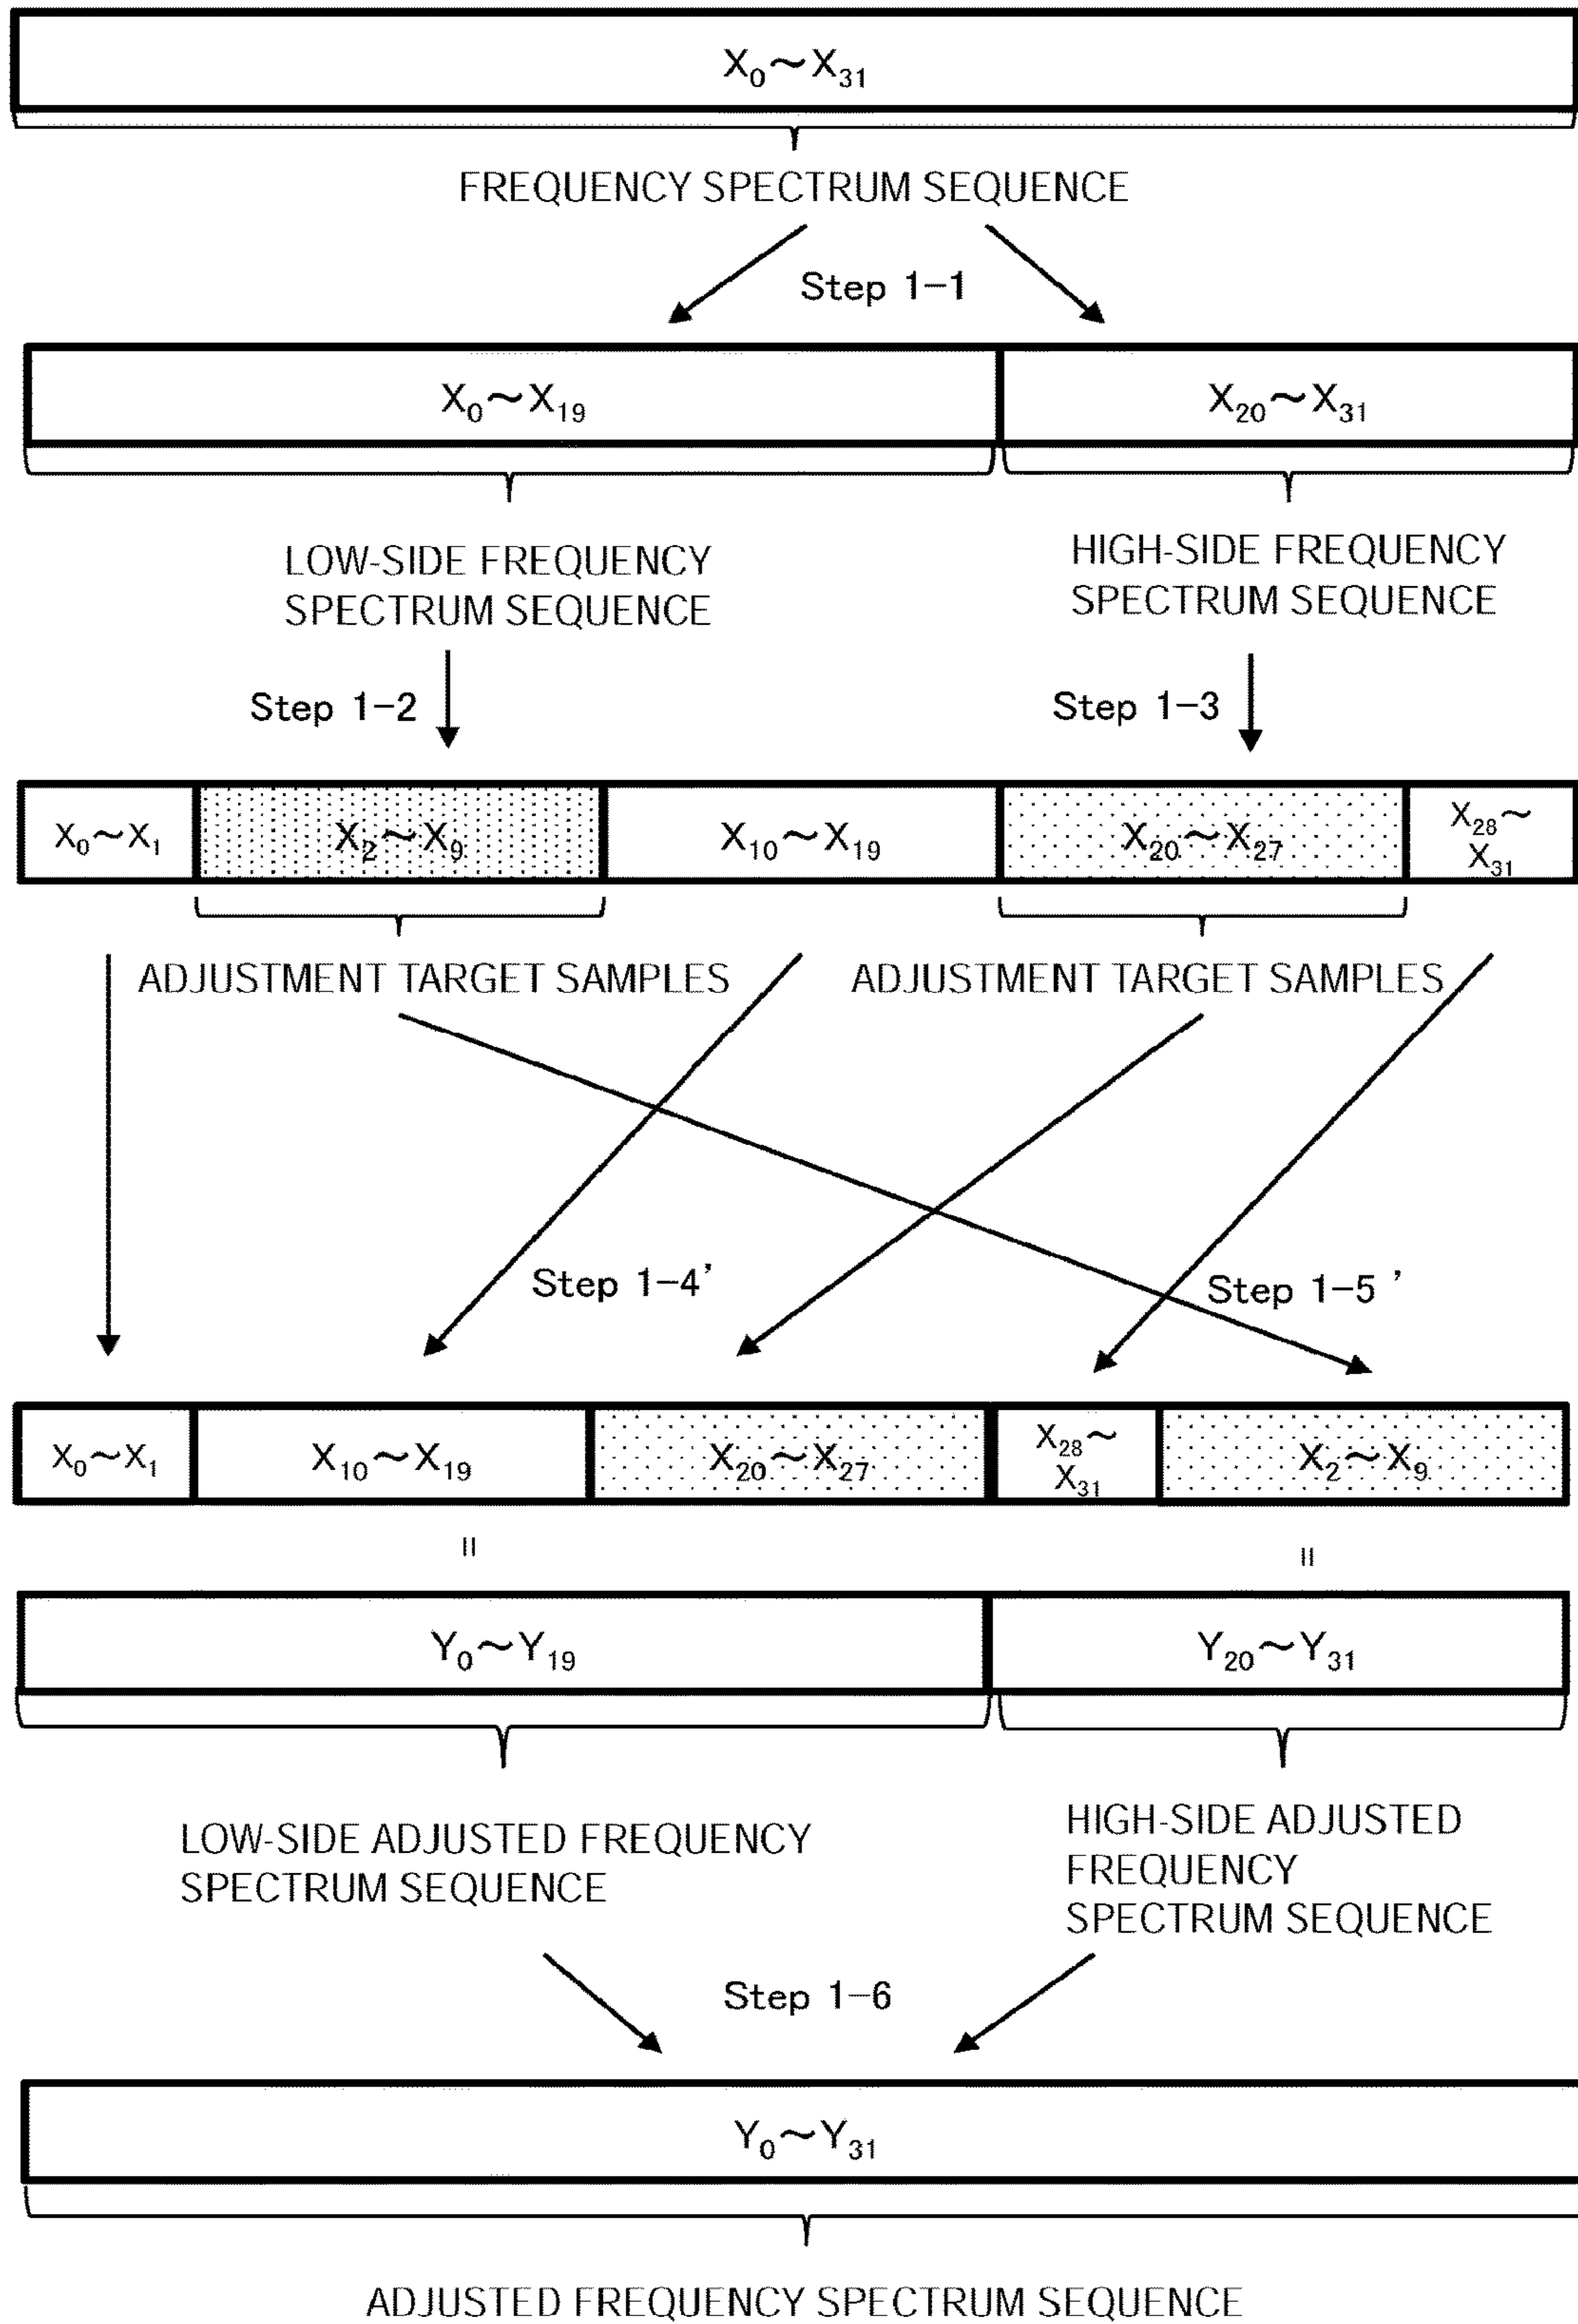 X₀～X₃₁
FREQUENCY SPECTRUM SEQUENCE
Step 1-1
X₀～X₁₉
X₂₀～X₃₁
LOW-SIDE FREQUENCY
SPECTRUM SEQUENCE
HIGH-SIDE FREQUENCY
SPECTRUM SEQUENCE
Step 1-2
Step 1-3
X₀～X₁
X₂～X₉
X₁₀～X₁₉
X₂₀～X₂₇
X₂₈～
X₃₁
ADJUSTMENT TARGET SAMPLES
ADJUSTMENT TARGET SAMPLES
Step 1-4'
Step 1-5 '
X₀～X₁
X₁₀～X₁₉
X₂₀～X₂₇
X₂₈～
X₃₁
X₂～X₉
=
=
Y₀～Y₁₉
Y₂₀～Y₃₁
LOW-SIDE ADJUSTED FREQUENCY
SPECTRUM SEQUENCE
HIGH-SIDE ADJUSTED
FREQUENCY
SPECTRUM SEQUENCE
Step 1-6
Y₀～Y₃₁
ADJUSTED FREQUENCY SPECTRUM SEQUENCE